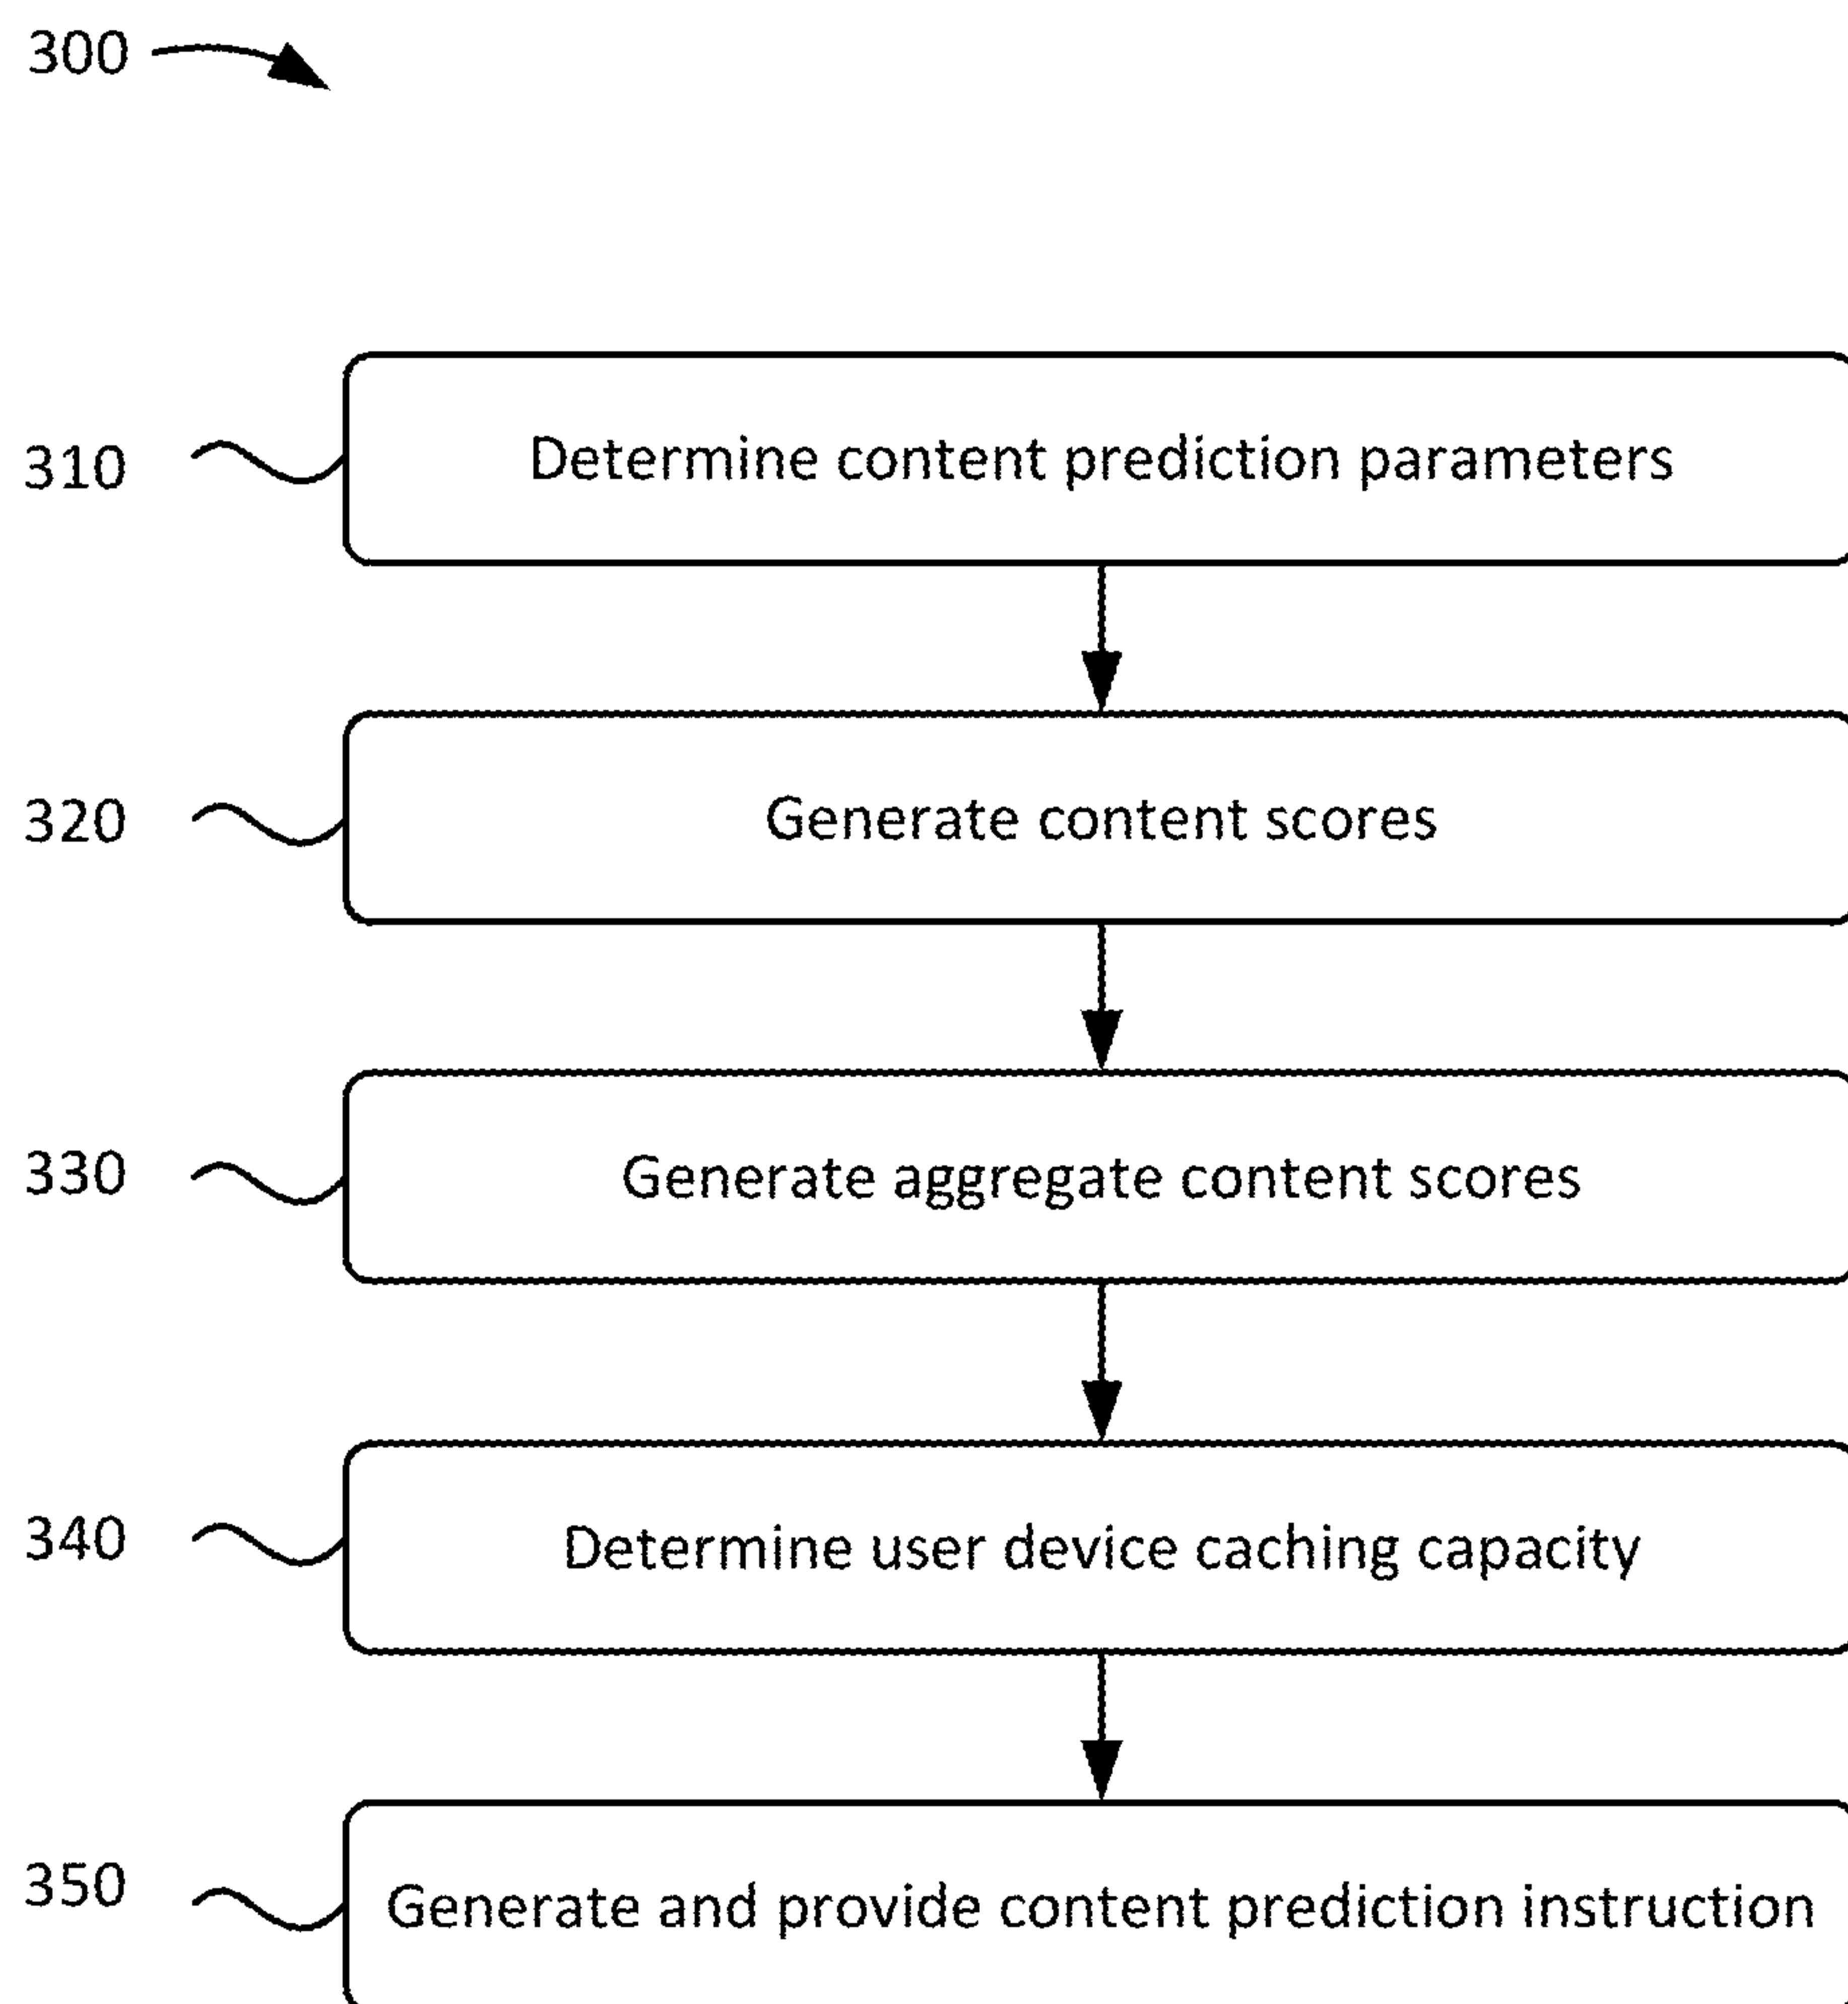 300
310 Determine content prediction parameters
320 Generate content scores
330 Generate aggregate content scores
340 Determine user device caching capacity
350 Generate and provide content prediction instruction